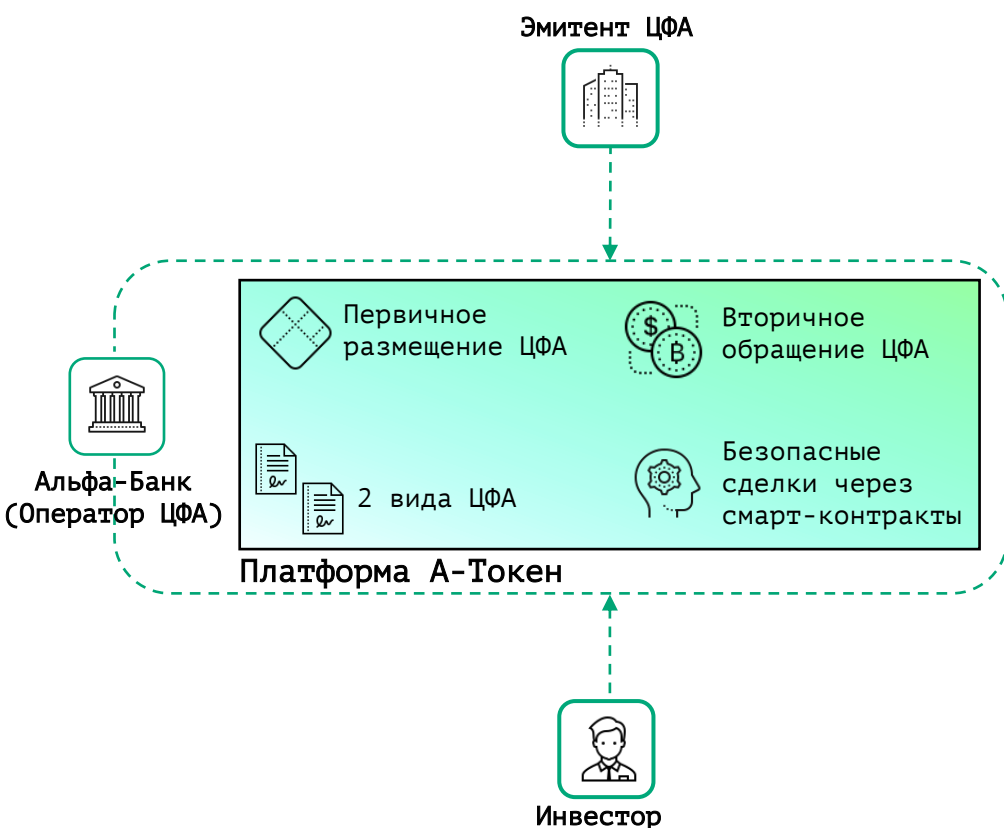 Эмитент ЦФА
Первичное
размещение ЦФА
$
B
Вторичное
обращение ЦФА
Альфа-Банк
(Оператор ЦФА)
2 вида ЦФА
Безопасные
сделки через
смарт-контракты
Платформа А-Токен
Инвестор